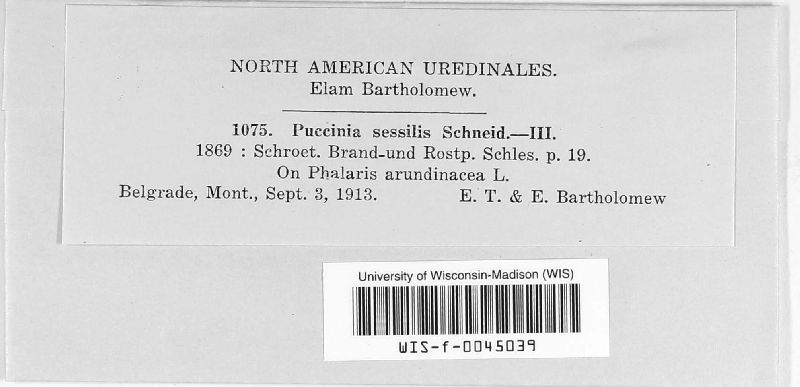 NORTH AMERICAN UREDINALES.
Elam Bartholomew.
1075. Puccinia sessilis Schneid.—III.
1869 : Schroet. Brand-und Rostp. Schles. p. 19.
On Phalaris arundinacea L.
Belgrade, Mont., Sept. 3, 1913. E. T. & E. Bartholomew
University of Wisconsin-Madison (WIS)
WIS-f-0045039